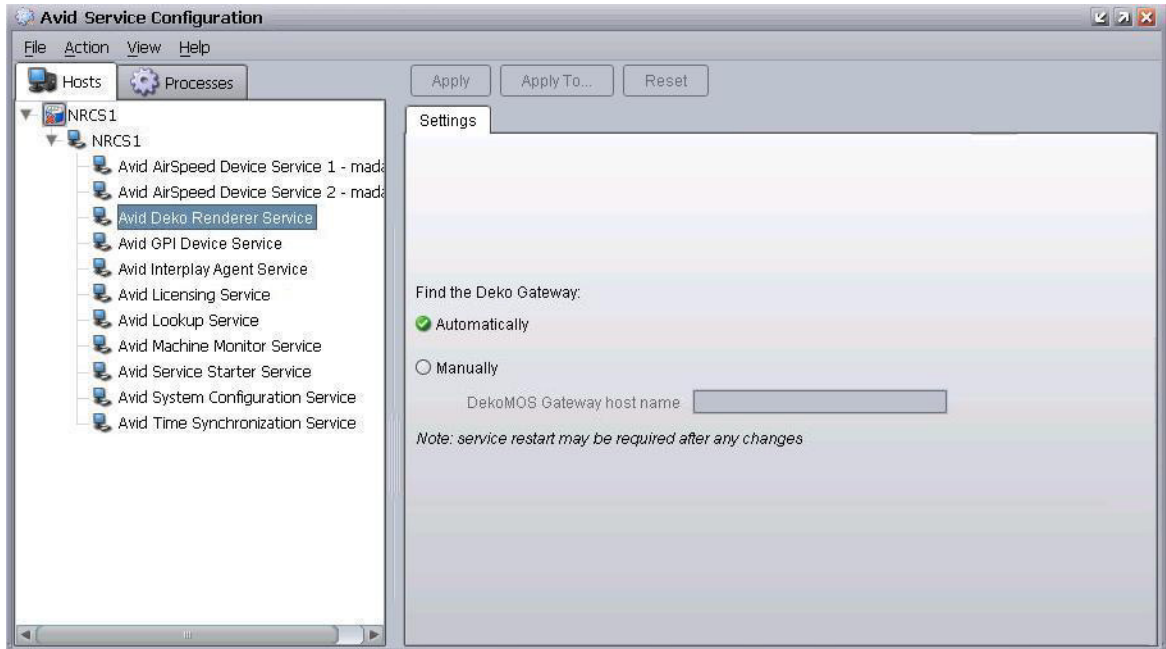 Avid Service Configuration
File Action View Help
Hosts Processes
NRCS1
NRCS1
Avid AirSpeed Device Service 1 - mada
Avid AirSpeed Device Service 2 - mada
Avid Deko Renderer Service
Avid GPI Device Service
Avid Interplay Agent Service
Avid Licensing Service
Avid Lookup Service
Avid Machine Monitor Service
Avid Service Starter Service
Avid System Configuration Service
Avid Time Synchronization Service
Apply Apply To... Reset
Settings
Find the Deko Gateway:
Automatically
Manually
DekoMOS Gateway host name
Note: service restart may be required after any changes